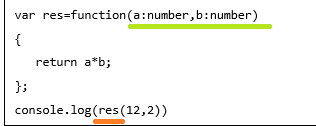 var res=function(a:number,b:number)
{
return a*b;
};
console.log(res(12,2))